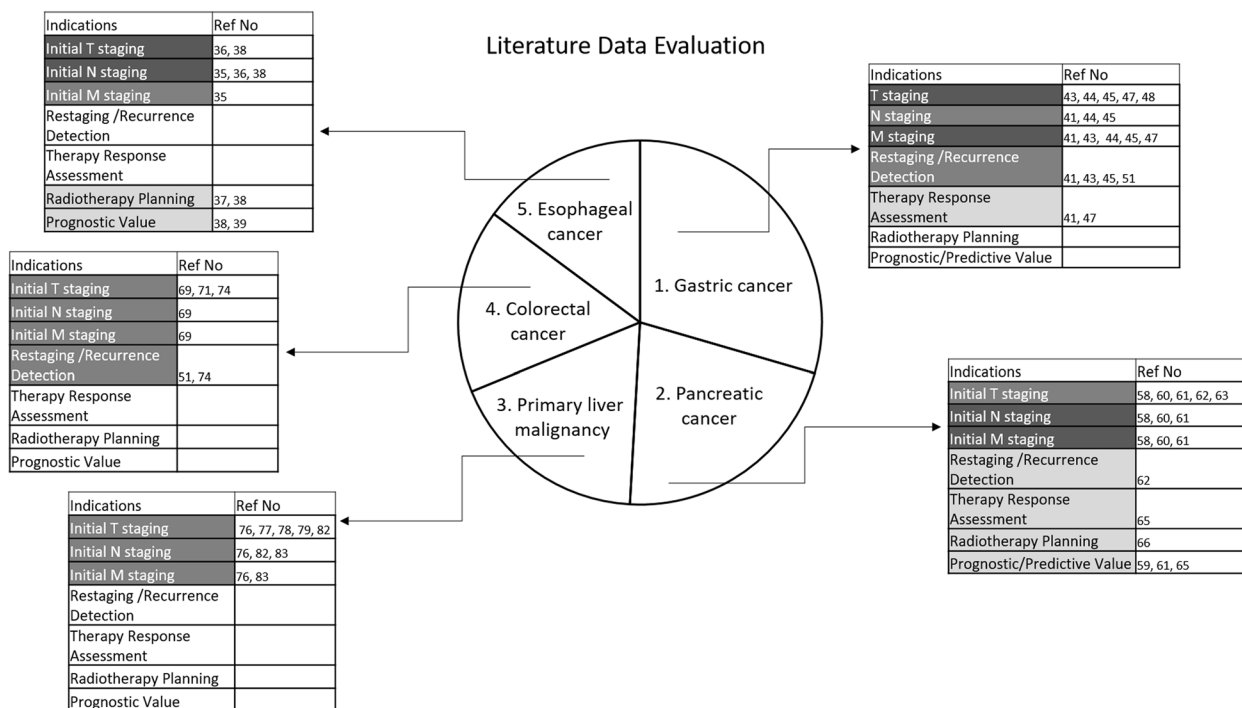 Literature Data Evaluation
Indications Ref No
Initial T staging 36, 38
Initial N staging 35, 36, 38
Initial M staging 35
Restaging /Recurrence
Detection
Therapy Response
Assessment
Radiotherapy Planning 37, 38
Prognostic Value 38, 39
Indications Ref No
T staging 43, 44, 45, 47, 48
N staging 41, 44, 45
M staging 41, 43, 44, 45, 47
Restaging /Recurrence
Detection 41, 43, 45, 51
Therapy Response
Assessment 41, 47
Radiotherapy Planning
Prognostic/Predictive Value
5. Esophageal
cancer
1. Gastric cancer
4. Colorectal
cancer
2. Pancreatic
cancer
3. Primary liver
malignancy
Indications Ref No
Initial T staging 69, 71, 74
Initial N staging 69
Initial M staging 69
Restaging /Recurrence
Detection 51, 74
Therapy Response
Assessment
Radiotherapy Planning
Prognostic Value
Indications Ref No
Initial T staging 58, 60, 61, 62, 63
Initial N staging 58, 60, 61
Initial M staging 58, 60, 61
Restaging /Recurrence
Detection 62
Therapy Response
Assessment 65
Radiotherapy Planning 66
Prognostic/Predictive Value 59, 61, 65
Indications Ref No
Initial T staging 76, 77, 78, 79, 82
Initial N staging 76, 82, 83
Initial M staging 76, 83
Restaging /Recurrence
Detection
Therapy Response
Assessment
Radiotherapy Planning
Prognostic Value